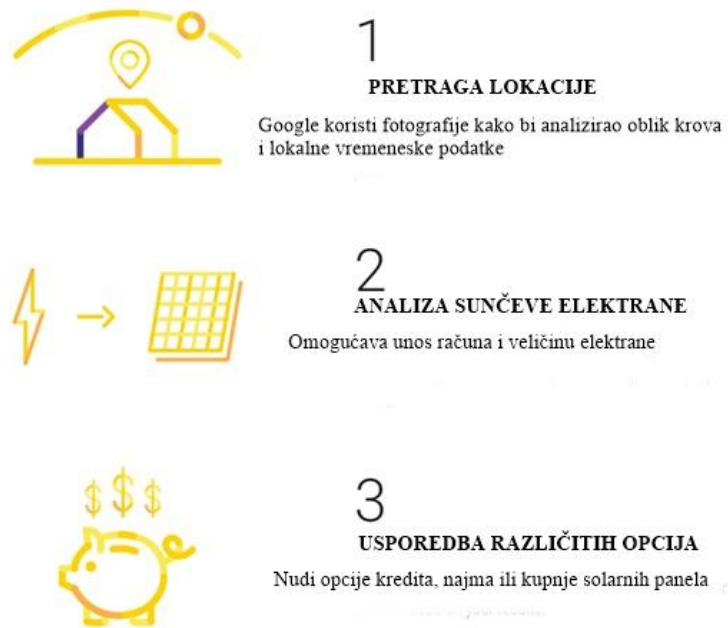 1
PRETRAGA LOKACIJE
Google koristi fotografije kako bi analizirao oblik krova
i lokalne vremeneske podatke
2
ANALIZA SUNČEVE ELEKTRANE
Omogućava unos računa i veličinu elektrane
$ $ $
3
USPOREDBA RAZLIČITIH OPCIJA
Nudi opcije kredita, najma ili kupnje solarnih panela